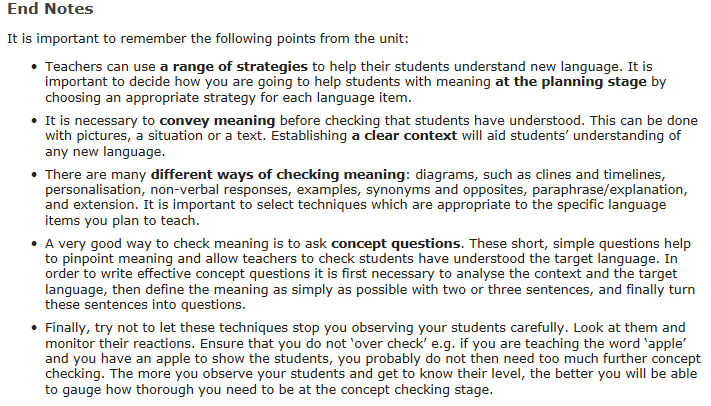 End Notes
It is important to remember the following points from the unit:
• Teachers can use a range of strategies to help their students understand new language. It is
important to decide how you are going to help students with meaning at the planning stage by
choosing an appropriate strategy for each language item.
• It is necessary to convey meaning before checking that students have understood. This can be done
with pictures, a situation or a text. Establishing a clear context will aid students’ understanding of
any new language.
• There are many different ways of checking meaning: diagrams, such as clines and timelines,
personalisation, non-verbal responses, examples, synonyms and opposites, paraphrase/explanation,
and extension. It is important to select techniques which are appropriate to the specific language
items you plan to teach.
• A very good way to check meaning is to ask concept questions. These short, simple questions help
to pinpoint meaning and allow teachers to check students have understood the target language. In
order to write effective concept questions it is first necessary to analyse the context and the target
language, then define the meaning as simply as possible with two or three sentences, and finally turn
these sentences into questions.
• Finally, try not to let these techniques stop you observing your students carefully. Look at them and
monitor their reactions. Ensure that you do not ‘over check’ e.g. if you are teaching the word ‘apple’
and you have an apple to show the students, you probably do not then need too much further concept
checking. The more you observe your students and get to know their level, the better you will be able
to gauge how thorough you need to be at the concept checking stage.